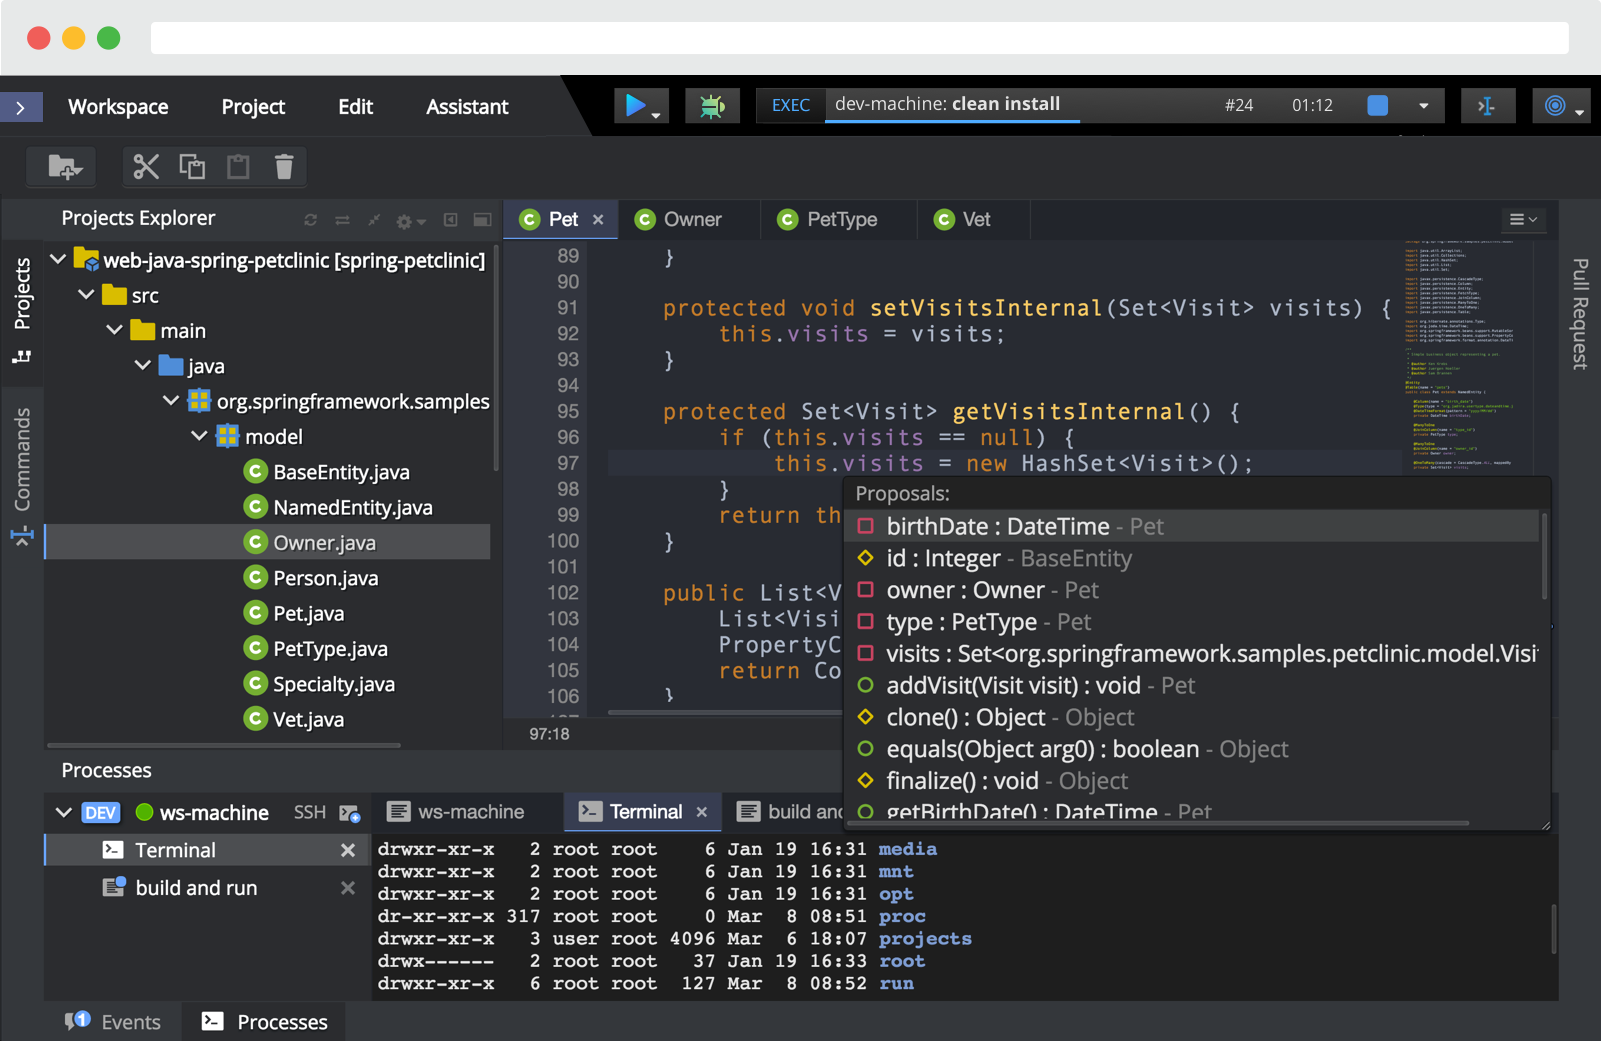 Workspace
Project
Edit
Assistant
EXEC
dev-machine: clean install
#24
01:12
Projects Explorer
Pet
Owner
PetType
Vet
Projects
Commands
Pull Request
web-java-spring-petclinic [spring-petclinic]
src
main
java
org.springframework.samples
model
BaseEntity.java
NamedEntity.java
Owner.java
Person.java
Pet.java
PetType.java
Specialty.java
Vet.java
89 }
90
91 protected void setVisitsInternal(Set<Visit> visits) {
92 this.visits = visits;
93 }
94
95 protected Set<Visit> getVisitsInternal() {
96 if (this.visits == null) {
97 this.visits = new HashSet<Visit>();
98 }
99 return th
100 }
101
102 public List<V
103 List<Visi
104 PropertyC
105 return Co
106 }
97:18
Proposals:
birthDate : DateTime - Pet
id : Integer - BaseEntity
owner : Owner - Pet
type : PetType - Pet
visits : Set<org.springframework.samples.petclinic.model.Visi
addVisit(Visit visit) : void - Pet
clone() : Object - Object
equals(Object arg0) : boolean - Object
finalize() : void - Object
getBirthDate() : DateTime - Pet
Processes
DEV ws-machine SSH
Terminal
build and run
ws-machine
Terminal
build and
drwxr-xr-x 2 root root 6 Jan 19 16:31 media
drwxr-xr-x 2 root root 6 Jan 19 16:31 mnt
drwxr-xr-x 2 root root 6 Jan 19 16:31 opt
dr-xr-xr-x 317 root root 0 Mar 8 08:51 proc
drwxr-xr-x 3 user root 4096 Mar 6 18:07 projects
drwx------ 2 root root 37 Jan 19 16:33 root
drwxr-xr-x 6 root root 127 Mar 8 08:52 run
1 Events
Processes